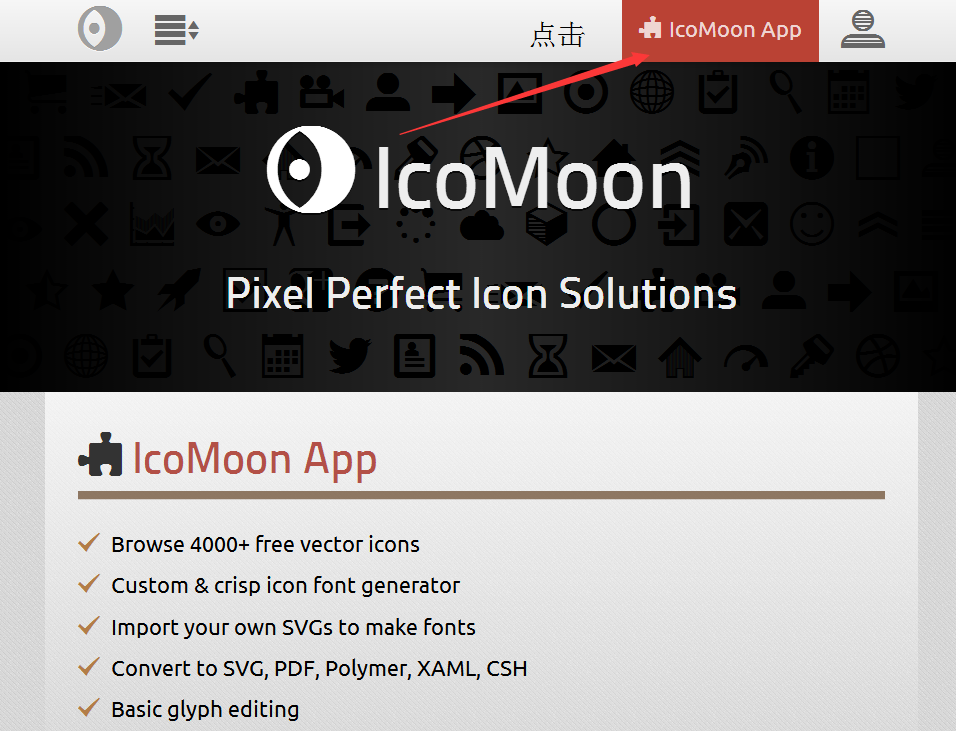 点击
IcoMoon App
IcoMoon
Pixel Perfect Icon Solutions
IcoMoon App
Browse 4000+ free vector icons
Custom & crisp icon font generator
Import your own SVGs to make fonts
Convert to SVG, PDF, Polymer, XAML, CSH
Basic glyph editing